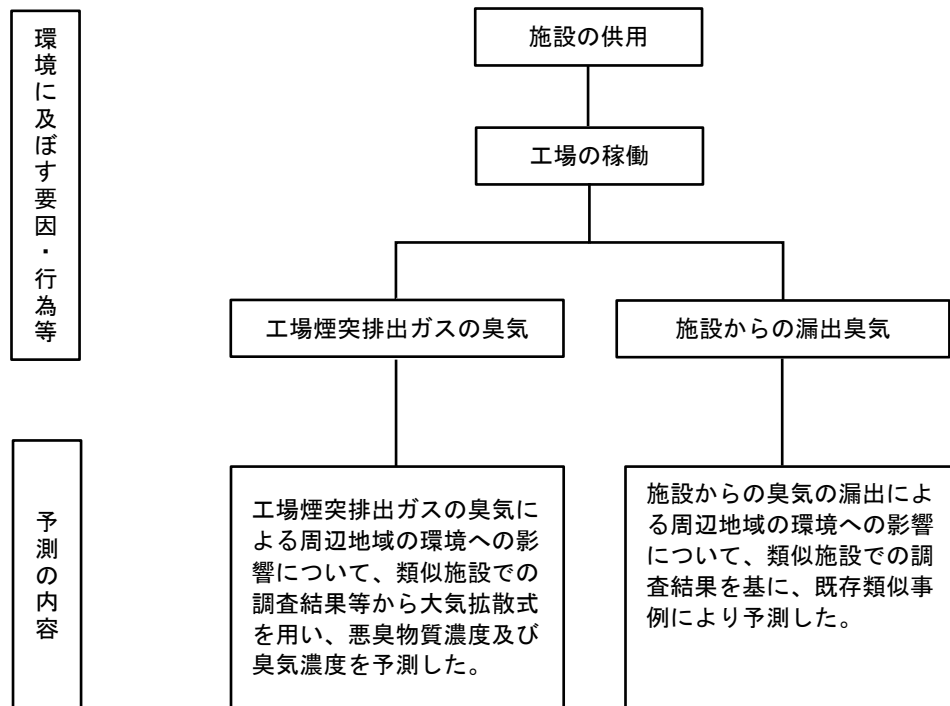 環境に及ぼす要因・行為等
施設の供用
工場の稼働
工場煙突排出ガスの臭気
施設からの漏出臭気
予測の内容
工場煙突排出ガスの臭気に
よる周辺地域の環境への影
響について、類似施設での
調査結果等から大気拡散式
を用い、悪臭物質濃度及び
臭気濃度を予測した。
施設からの臭気の漏出によ
る周辺地域の環境への影響
について、類似施設での調
査結果を基に、既存類似事
例により予測した。